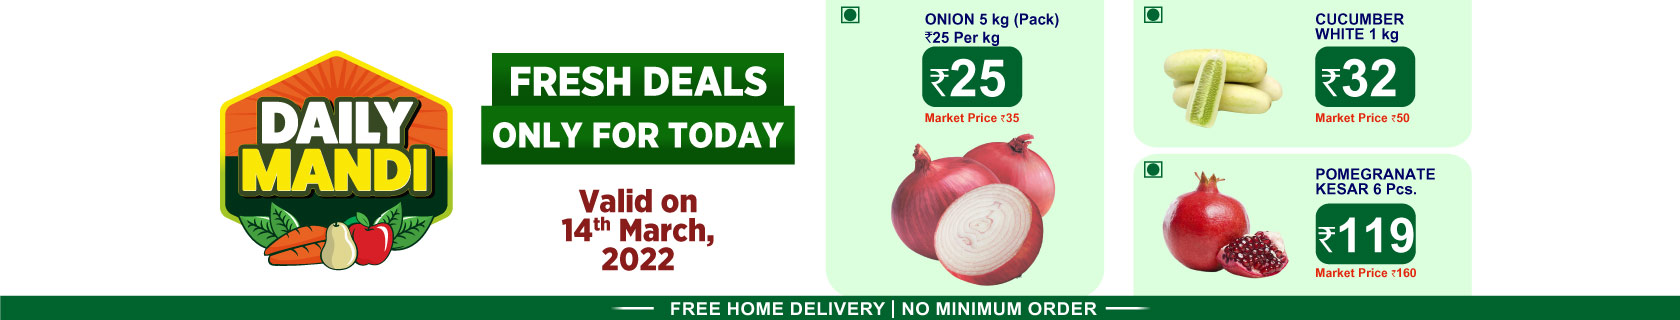 DAILY
MANDI
FRESH DEALS
ONLY FOR TODAY
Valid on
14th March,
2022
ONION 5 kg (Pack)
₹25 Per kg
₹25
Market Price ₹35
CUCUMBER
WHITE 1 kg
₹32
Market Price ₹50
POMEGRANATE
KESAR 6 Pcs.
₹119
Market Price ₹160
FREE HOME DELIVERY | NO MINIMUM ORDER